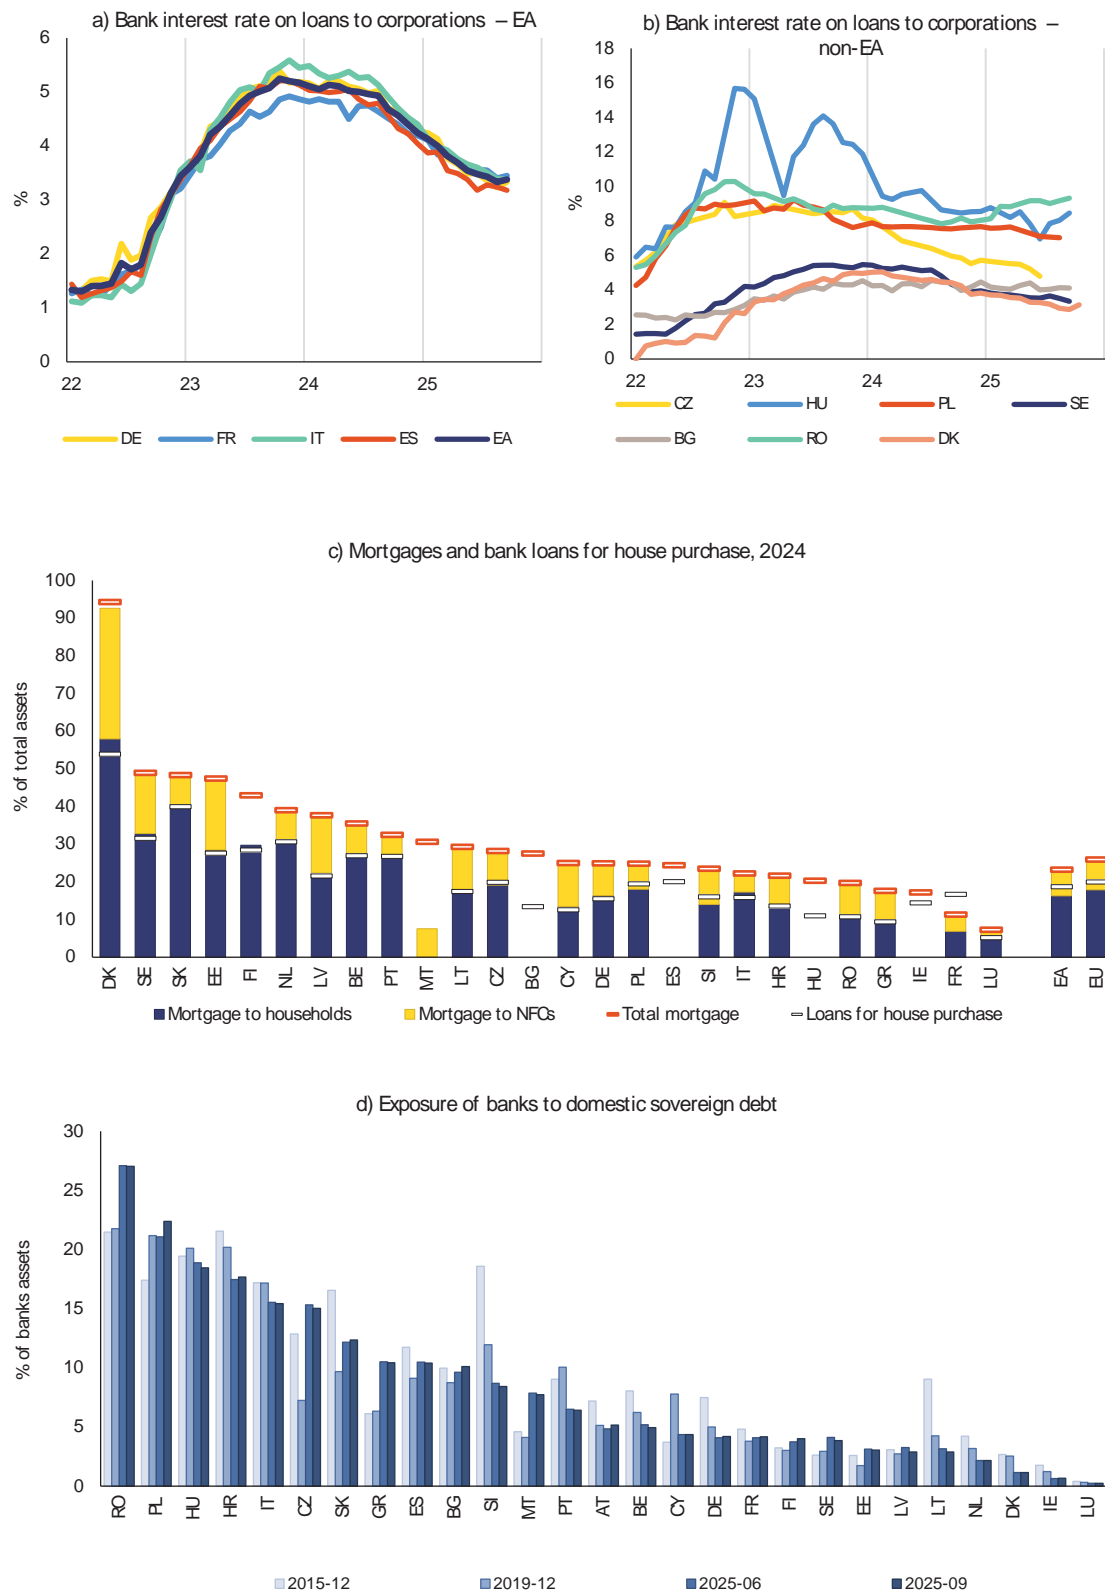 a) Bank interest rate on loans to corporations – EA
6
5
4
3
2
1
0
%
22
23
24
25
DE
FR
IT
ES
EA
b) Bank interest rate on loans to corporations –
non-EA
18
16
14
12
10
8
6
4
2
0
%
22
23
24
25
CZ
HU
PL
SE
BG
RO
DK
c) Mortgages and bank loans for house purchase, 2024
100
90
80
70
60
50
40
30
20
10
0
% of total assets
DK
SE
SK
EE
FI
NL
LV
BE
PT
MT
LT
CZ
BG
CY
DE
PL
ES
SI
IT
HR
HU
RO
GR
IE
FR
LU
EA
EU
Mortgage to households
Mortgage to NFCs
Total mortgage
Loans for house purchase
d) Exposure of banks to domestic sovereign debt
30
25
20
15
10
5
0
% of banks assets
RO
PL
HU
HR
IT
CZ
SK
GR
ES
BG
SI
MT
PT
AT
BE
CY
DE
FR
FI
SE
EE
LV
LT
NL
DK
IE
LU
2015-12
2019-12
2025-06
2025-09